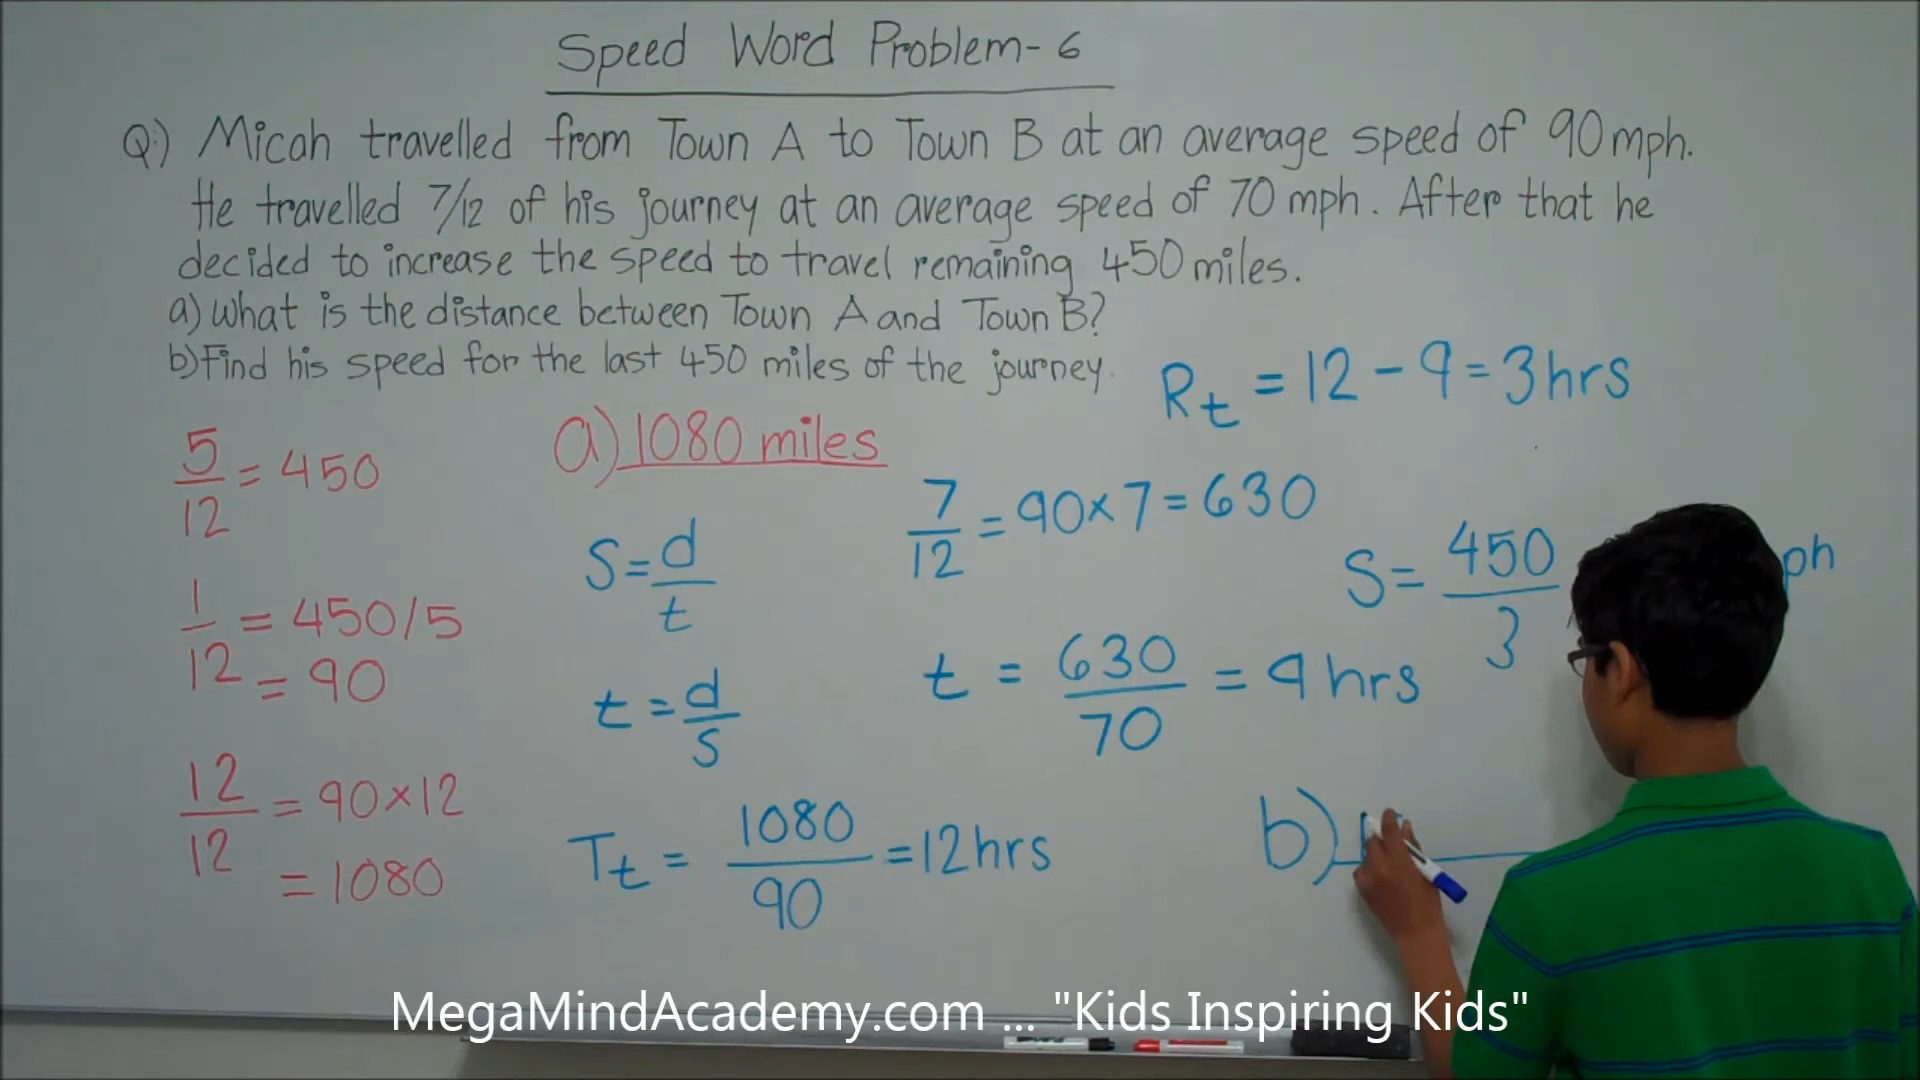 Speed Word Problem-6
Q:) Micah travelled from Town A to Town B at an average speed of 90 mph.
He travelled 7/12 of his journey at an average speed of 70 mph. After that he
decided to increase the speed to travel remaining 450 miles.
a) What is the distance between Town A and Town B?
b) Find his speed for the last 450 miles of the journey.
Rt = 12 - 9 = 3hrs
5/12 = 450
a) 1080 miles
1/12 = 450/5
= 90
12/12 = 90×12
= 1080
S = d/t
t = d/s
Tt = 1080/90 = 12hrs
7/12 = 90×7 = 630
t = 630/70 = 9 hrs
S = 450/3 ph
b)
MegaMindAcademy.com ... "Kids Inspiring Kids"